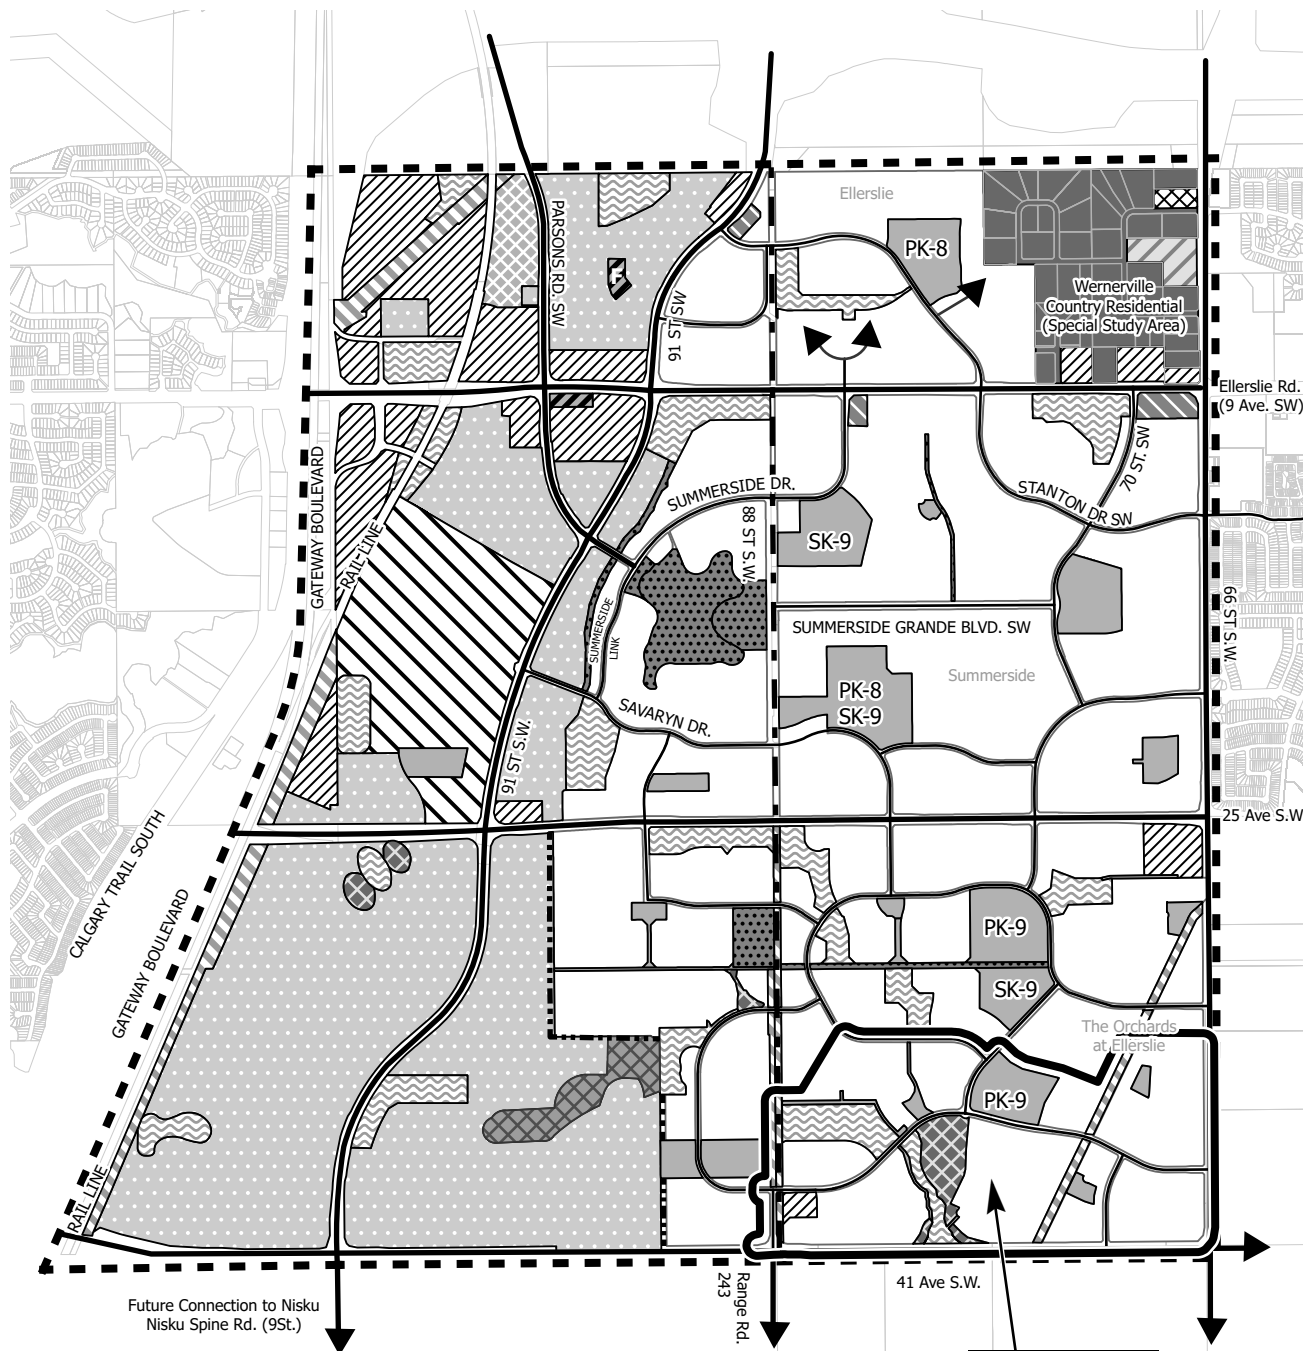 Ellerslie
PK-8
PARSONS RD. SW
91 ST SW
Wernerville
Country Residential
(Special Study Area)
Ellerslie Rd.
(9 Ave. SW)
GATEWAY BOULEVARD
RAIL LINE
SUMMERSIDE DR.
88 ST S.W.
SK-9
STANTON DR SW
70 ST. SW
66 ST S.W.
SUMMERSIDE
LINK
SUMMERSIDE GRANDE BLVD. SW
Summerside
PK-8
SK-9
SAVARYN DR.
91 ST S.W.
25 Ave S.W
CALGARY TRAIL SOUTH
GATEWAY BOULEVARD
PK-9
SK-9
The Orchards
at Ellerslie
PK-9
RAIL LINE
Future Connection to Nisku
Nisku Spine Rd. (9St.)
Range Rd.
243
41 Ave S.W.